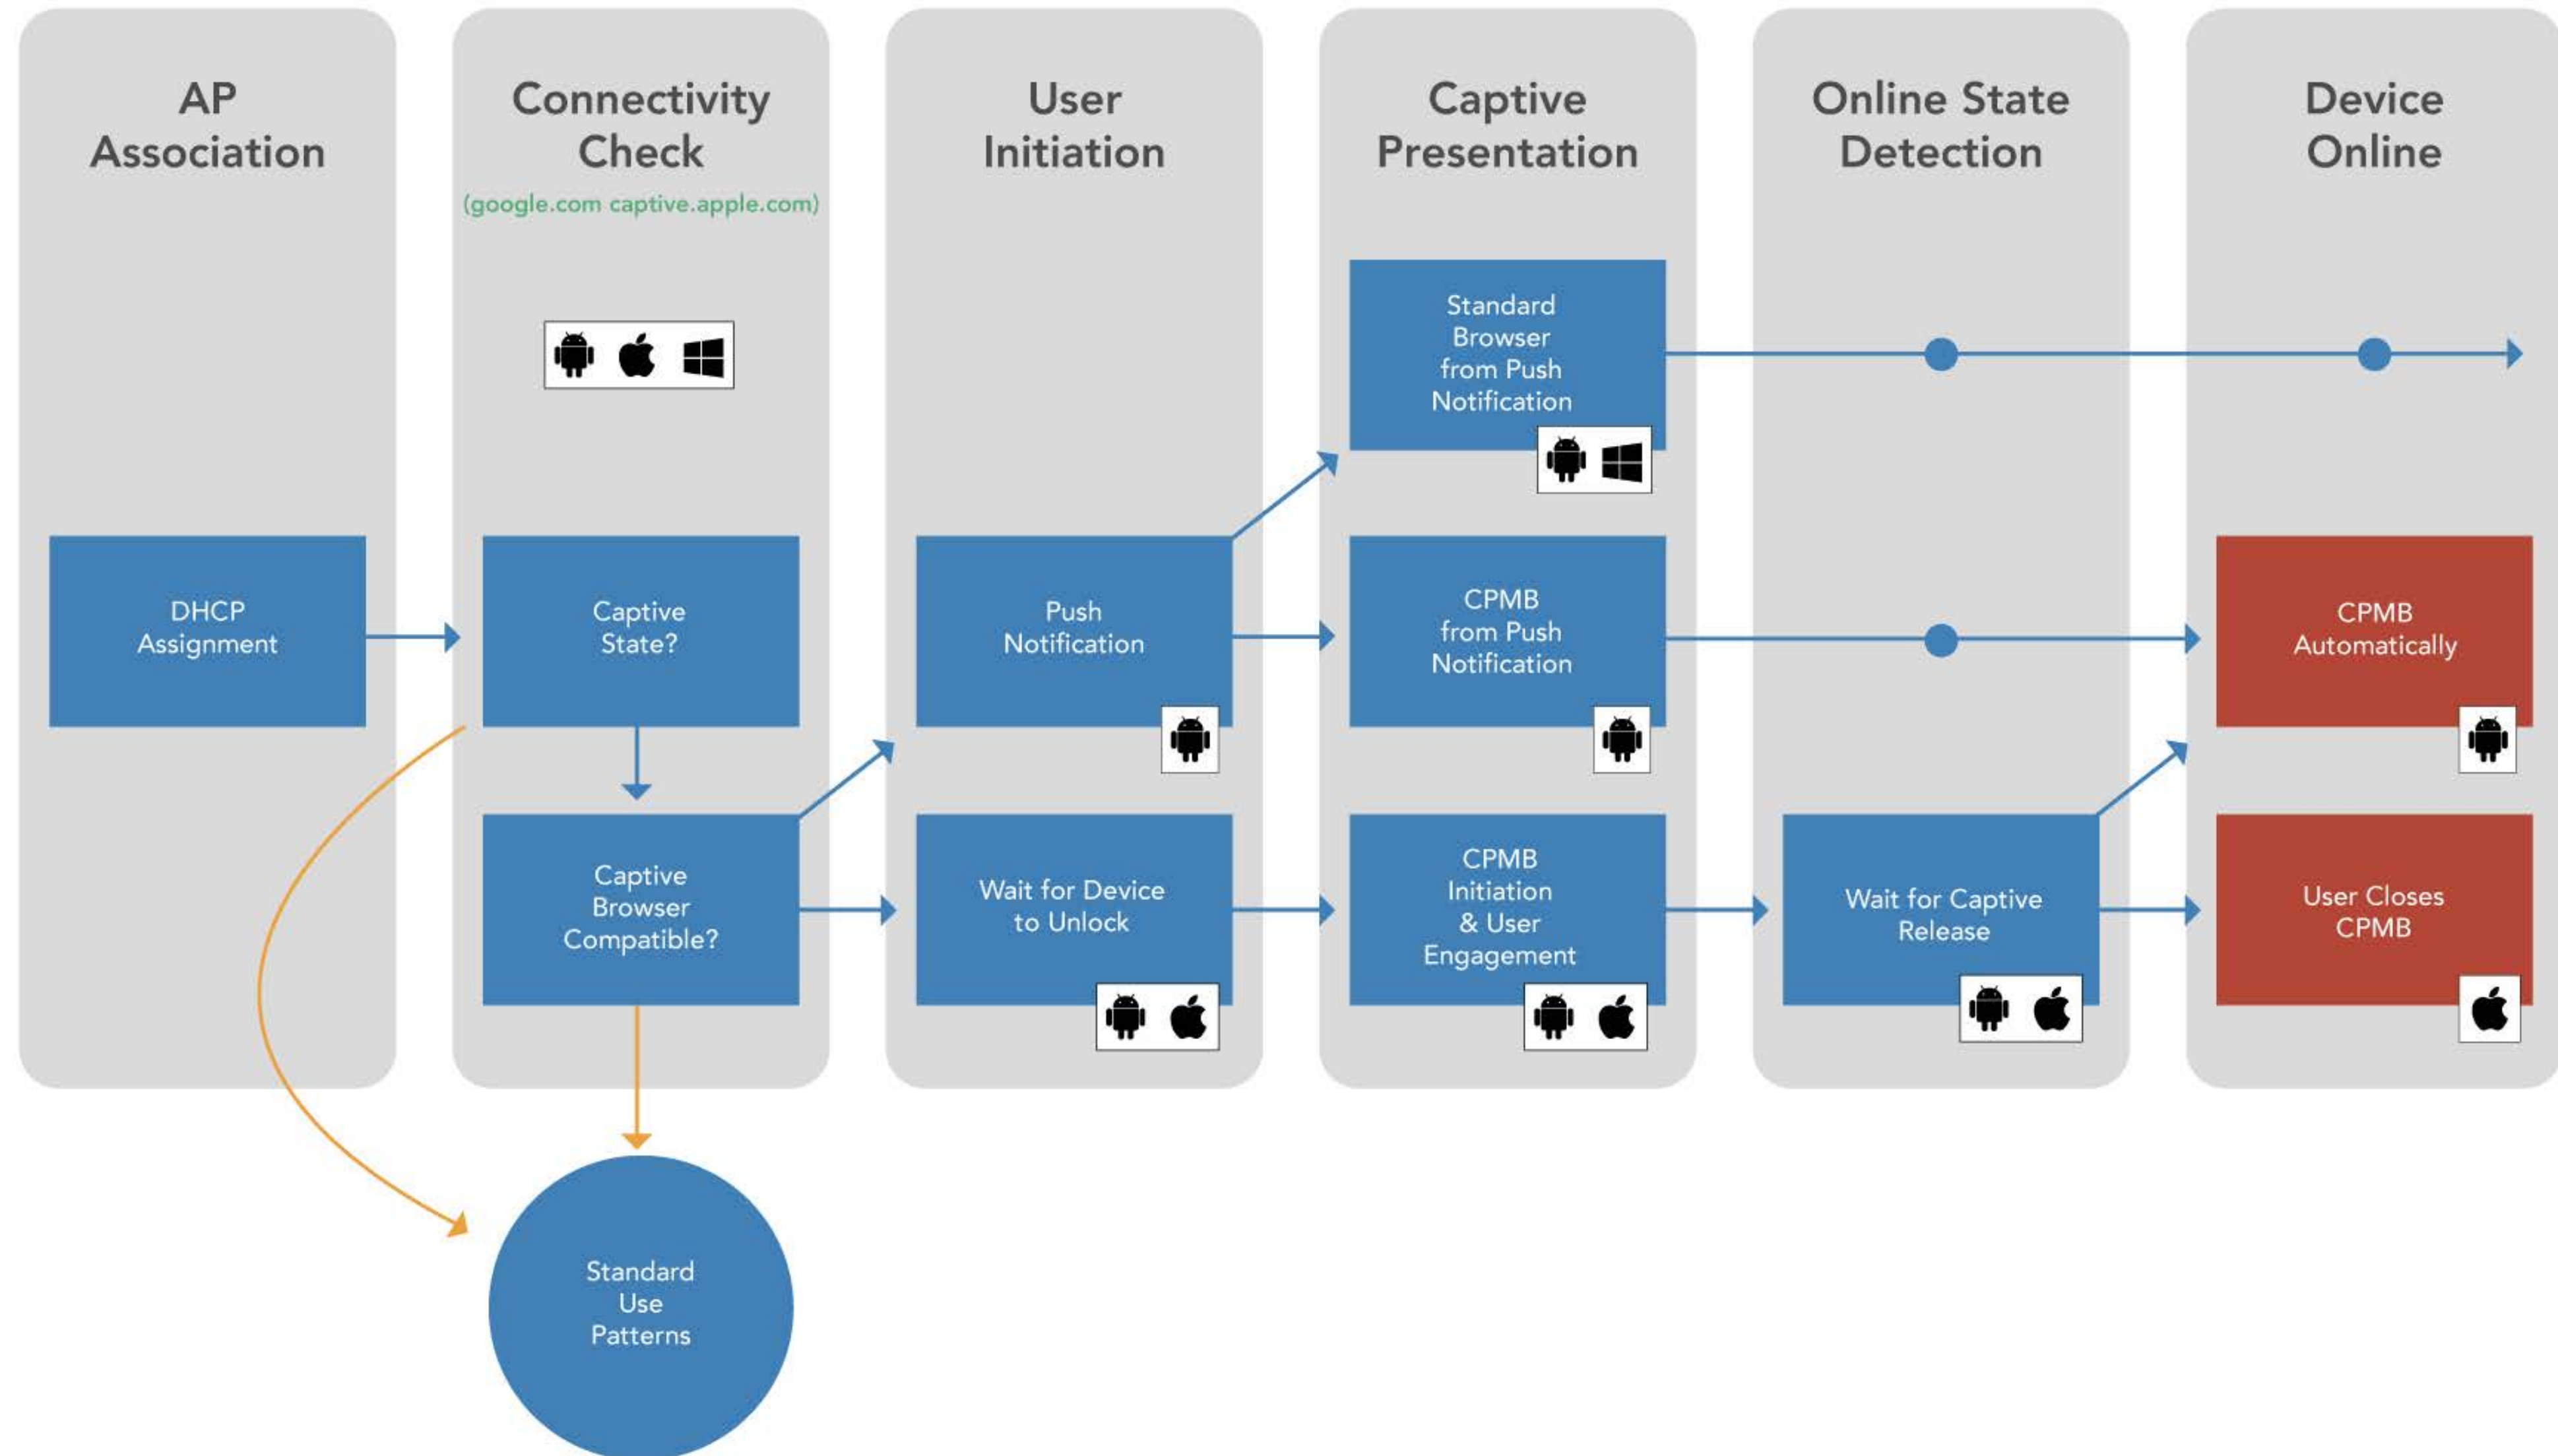 AP
Association
Connectivity
Check
(google.com captive.apple.com)
User
Initiation
Captive
Presentation
Online State
Detection
Device
Online
Standard
Browser
from Push
Notification
DHCP
Assignment
Captive
State?
Push
Notification
CPMB
from Push
Notification
CPMB
Automatically
Captive
Browser
Compatible?
Wait for Device
to Unlock
CPMB
Initiation
& User
Engagement
Wait for Captive
Release
User Closes
CPMB
Standard
Use
Patterns